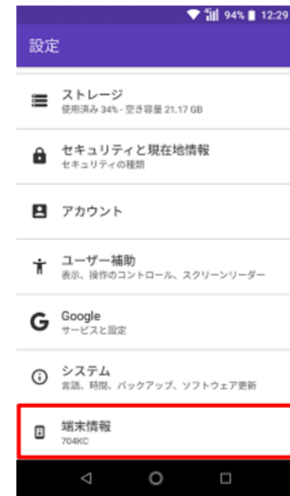 94% 12:29
設定
ストレージ
使用済み 34% - 空き容量 21.17 GB
セキュリティと現在地情報
セキュリティの種類
アカウント
ユーザー補助
表示、操作のコントロール、スクリーンリーダー
Google
サービスと設定
システム
言語、時間、バックアップ、ソフトウェア更新
端末情報
704KC